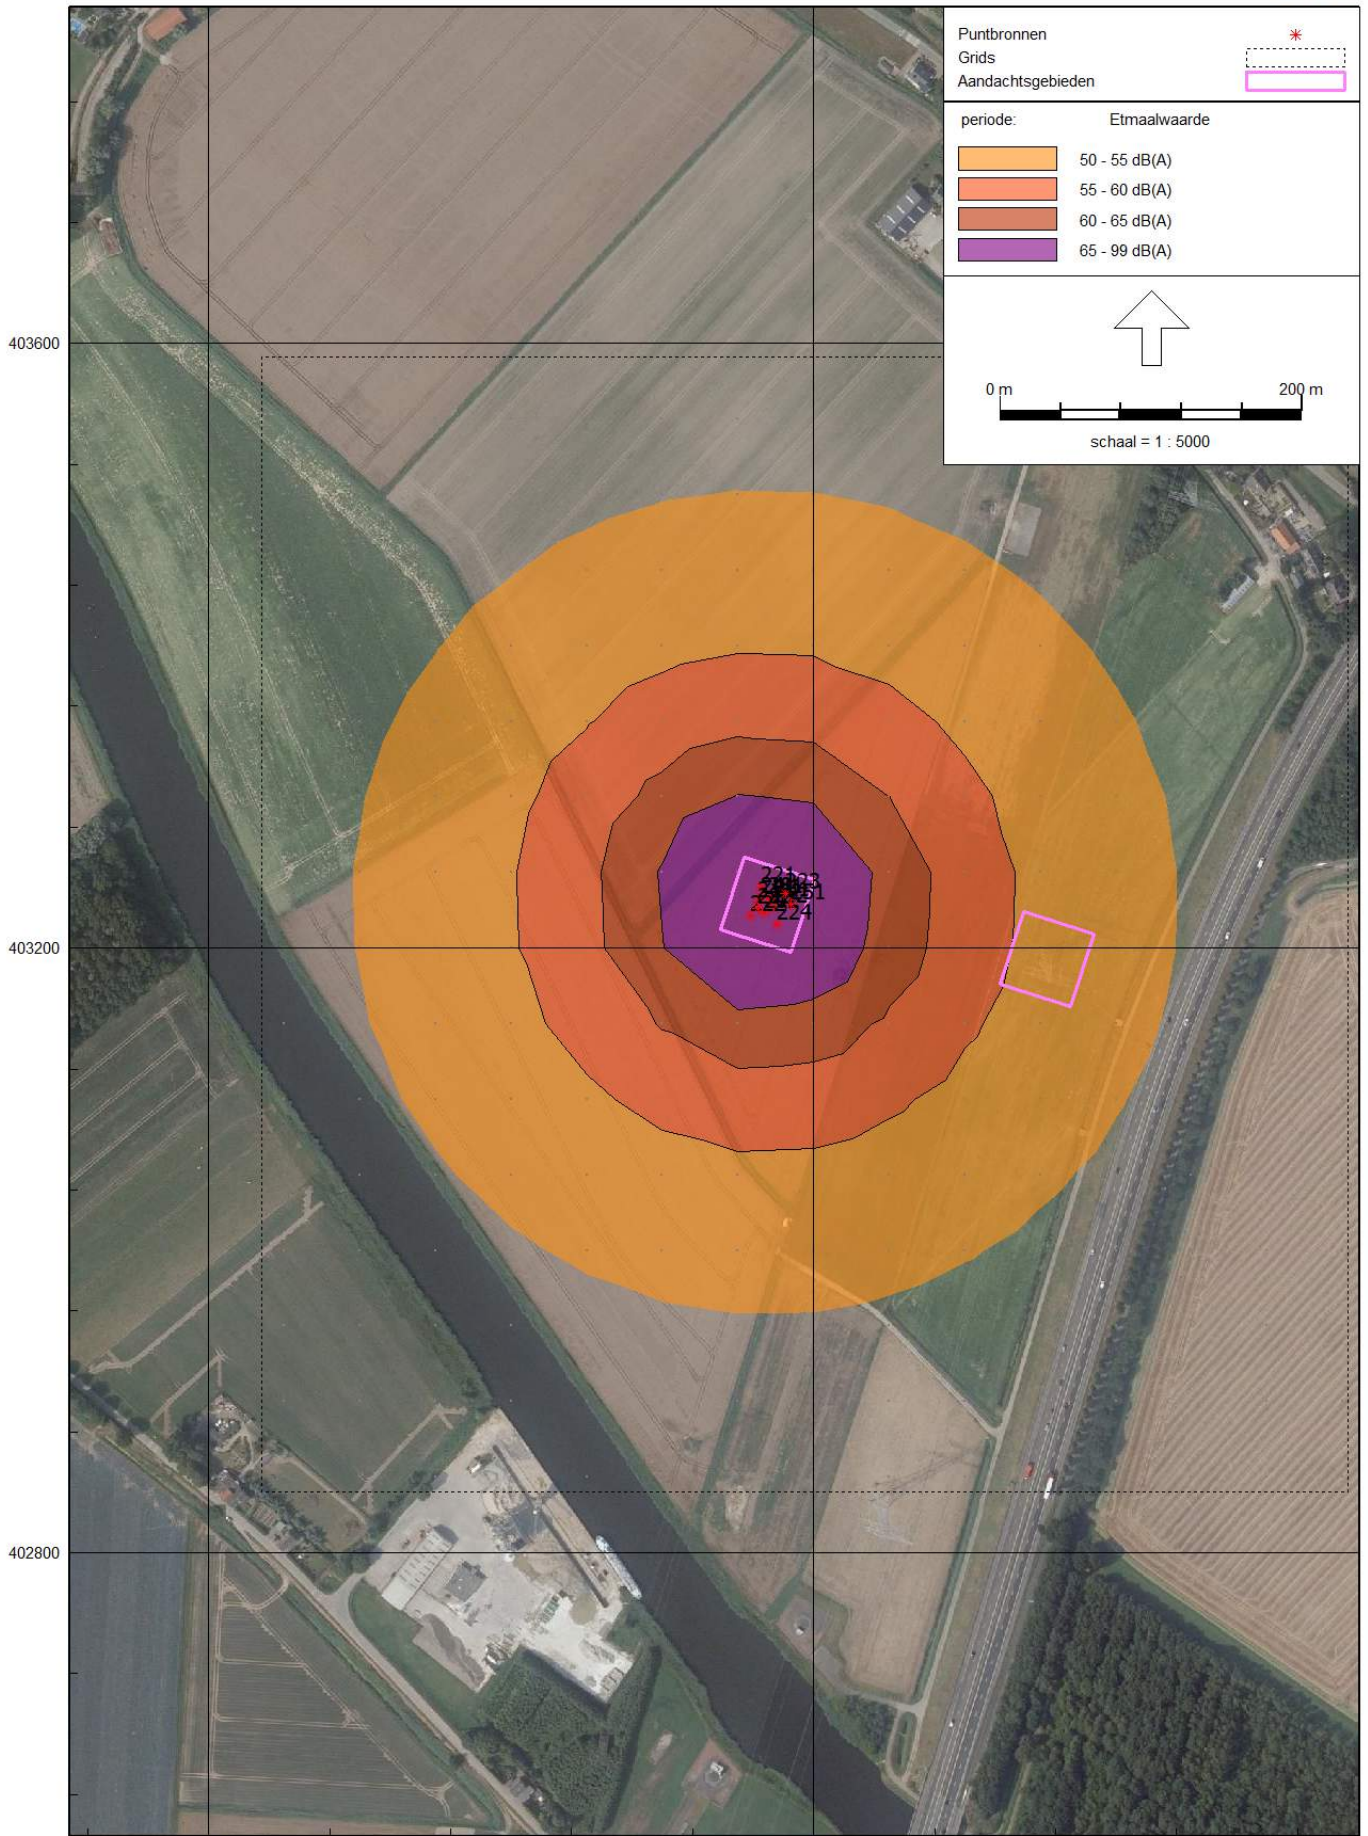 Puntbronnen
Grids
Aandachtsgebieden
periode: Etmaalwaarde
50 - 55 dB(A)
55 - 60 dB(A)
60 - 65 dB(A)
65 - 99 dB(A)
0 m 200 m
schaal = 1 : 5000
403600
221
224
403200
402800